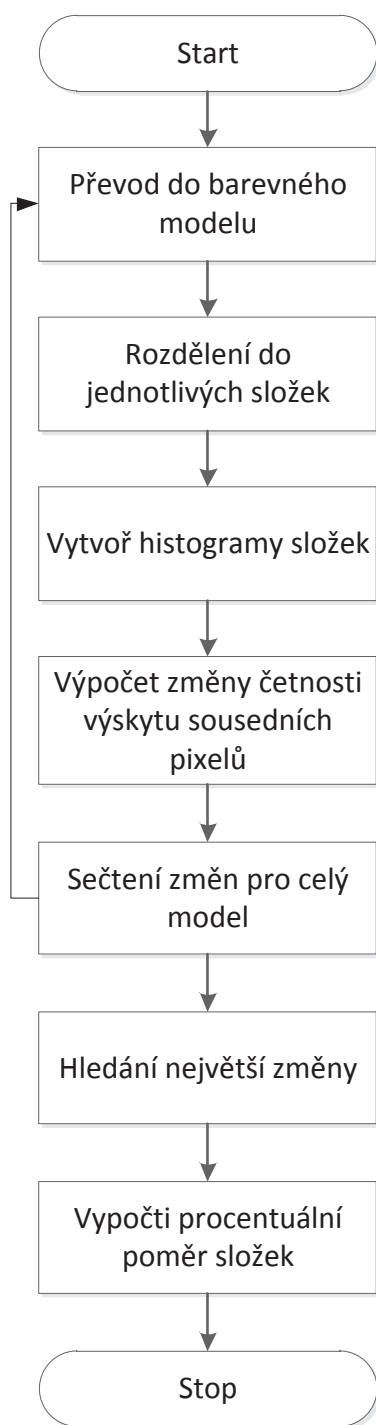 Start
Převod do barevného
modelu
Rozdělení do
jednotlivých složek
Vytvoř histogramy složek
Výpočet změny četnosti
výskytu sousedních
pixelů
Sečtení změn pro celý
model
Hledání největší změny
Vypočti procentuální
poměr složek
Stop